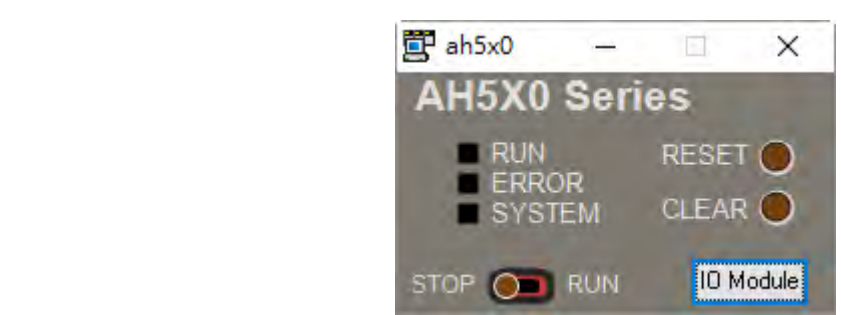 ah5x0
AH5X0 Series
RUN RESET
ERROR
SYSTEM CLEAR
STOP RUN IO Module